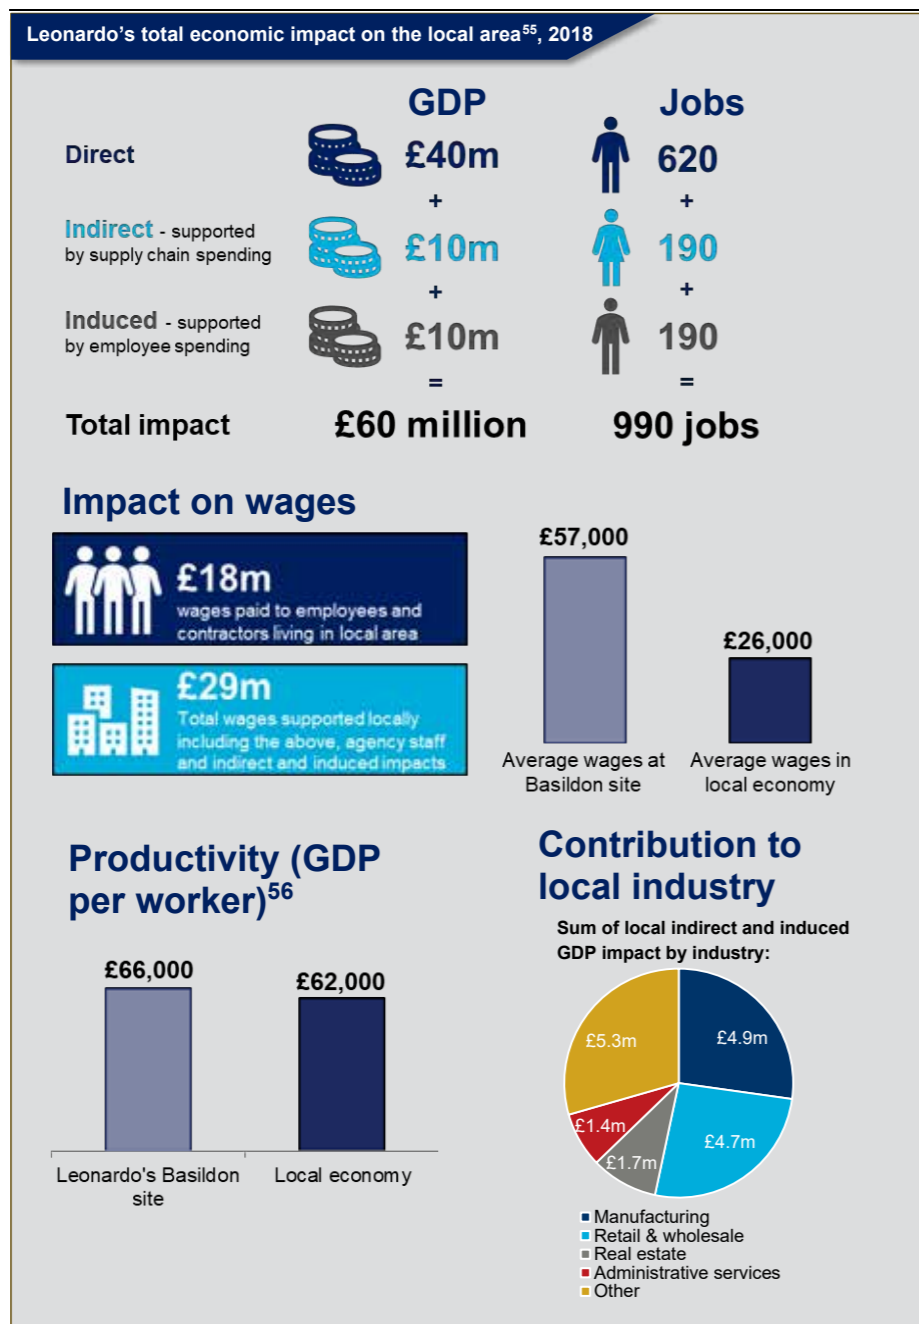 Leonardo's total economic impact on the local area55, 2018
GDP
Jobs
Direct
£40m
620
+
+
Indirect - supported
by supply chain spending
£10m
190
+
+
Induced - supported
by employee spending
£10m
190
=
=
Total impact
£60 million
990 jobs
Impact on wages
£18m
wages paid to employees and
contractors living in local area
£29m
Total wages supported locally
including the above, agency staff
and indirect and induced impacts
£57,000
£26,000
Average wages at
Basildon site
Average wages in
local economy
Productivity (GDP
per worker)56
£66,000
£62,000
Leonardo's Basildon
site
Local economy
Contribution to
local industry
Sum of local indirect and induced
GDP impact by industry:
£5.3m
£4.9m
£1.4m
£4.7m
£1.7m
Manufacturing
Retail & wholesale
Real estate
Administrative services
Other